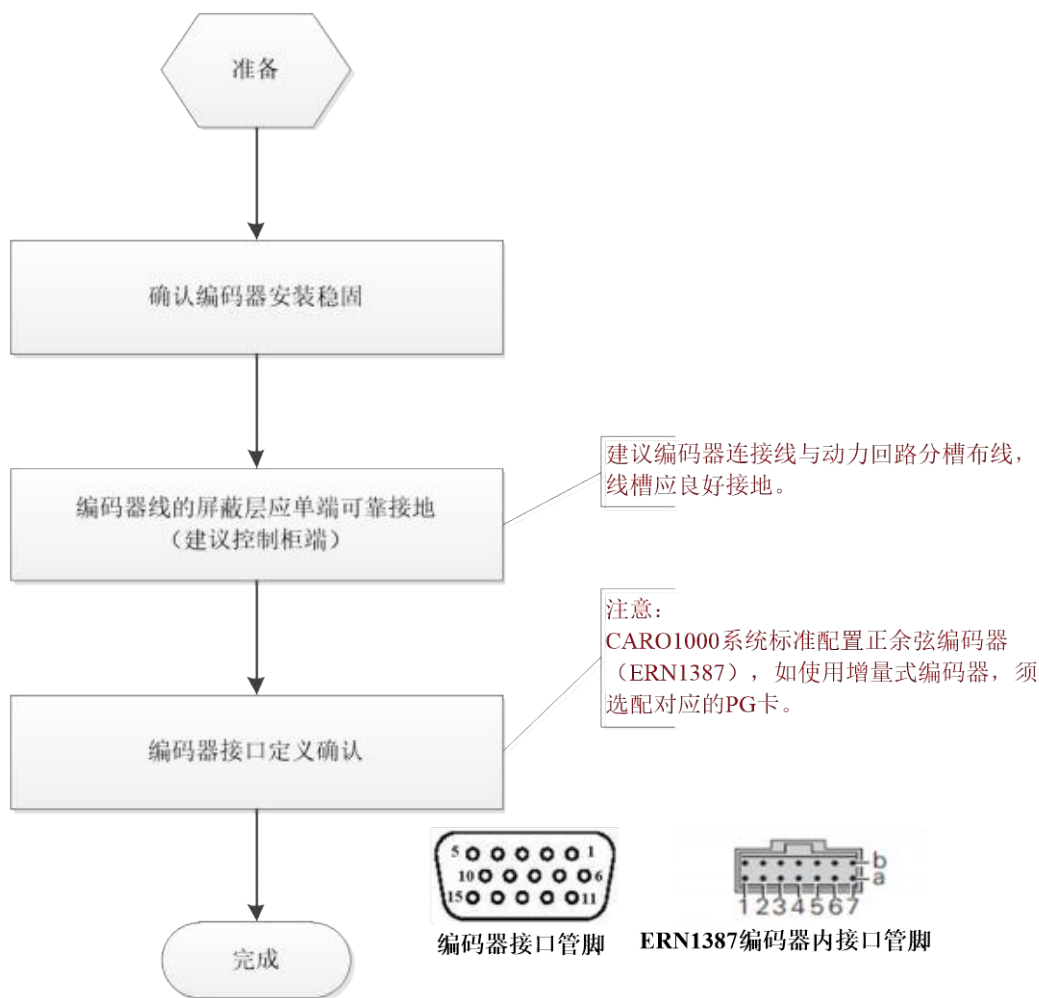 准备
确认编码器安装稳固
编码器线的屏蔽层应单端可靠接地
（建议控制柜端）
建议编码器连接线与动力回路分槽布线，
线槽应良好接地。
编码器接口定义确认
注意：
CARO1000系统标准配置正余弦编码器
（ERN1387），如使用增量式编码器，须
选配对应的PG卡。
完成
5 1
10 6
15 11
编码器接口管脚
b
a
1 2 3 4 5 6 7
ERN1387编码器内接口管脚